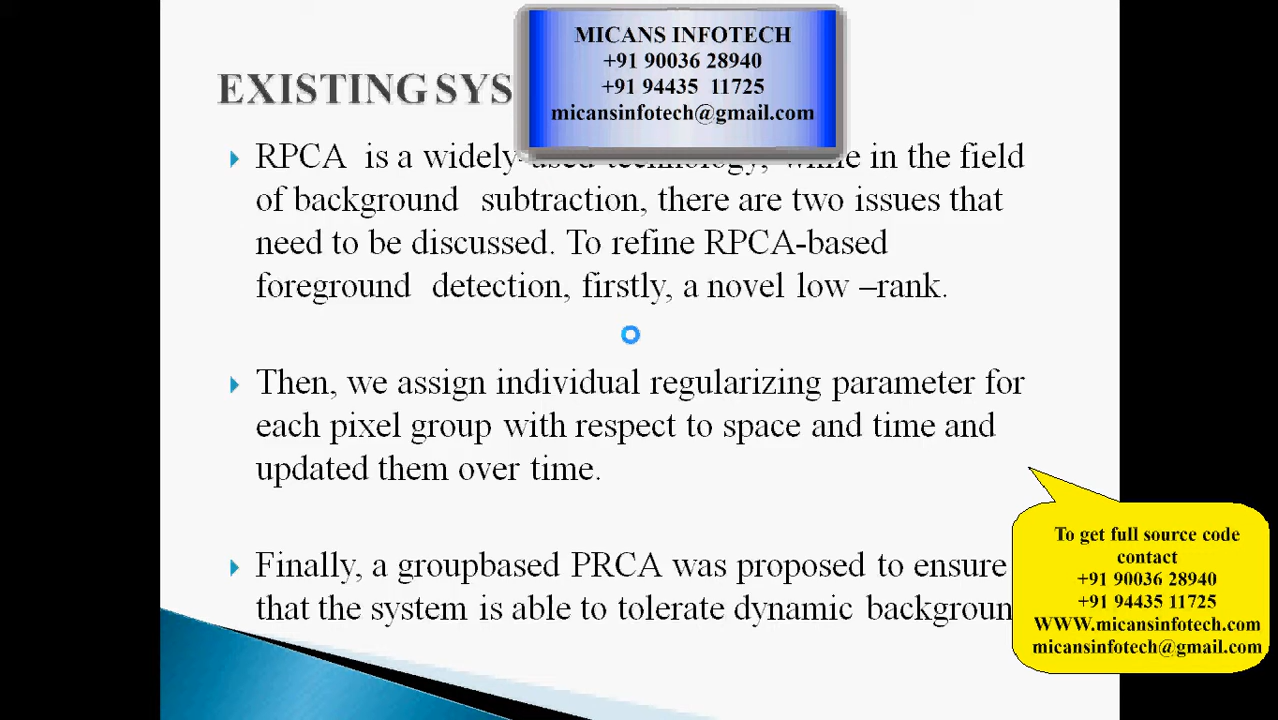 MICANS INFOTECH
+91 90036 28940
+91 94435 11725
micansinfotech@gmail.com
EXISTING SYS
RPCA is a widely-used technology, while in the field
of background subtraction, there are two issues that
need to be discussed. To refine RPCA-based
foreground detection, firstly, a novel low –rank.
Then, we assign individual regularizing parameter for
each pixel group with respect to space and time and
updated them over time.
Finally, a groupbased PRCA was proposed to ensure
that the system is able to tolerate dynamic backgroun
To get full source code
contact
+91 90036 28940
+91 94435 11725
WWW.micansinfotech.com
micansinfotech@gmail.com